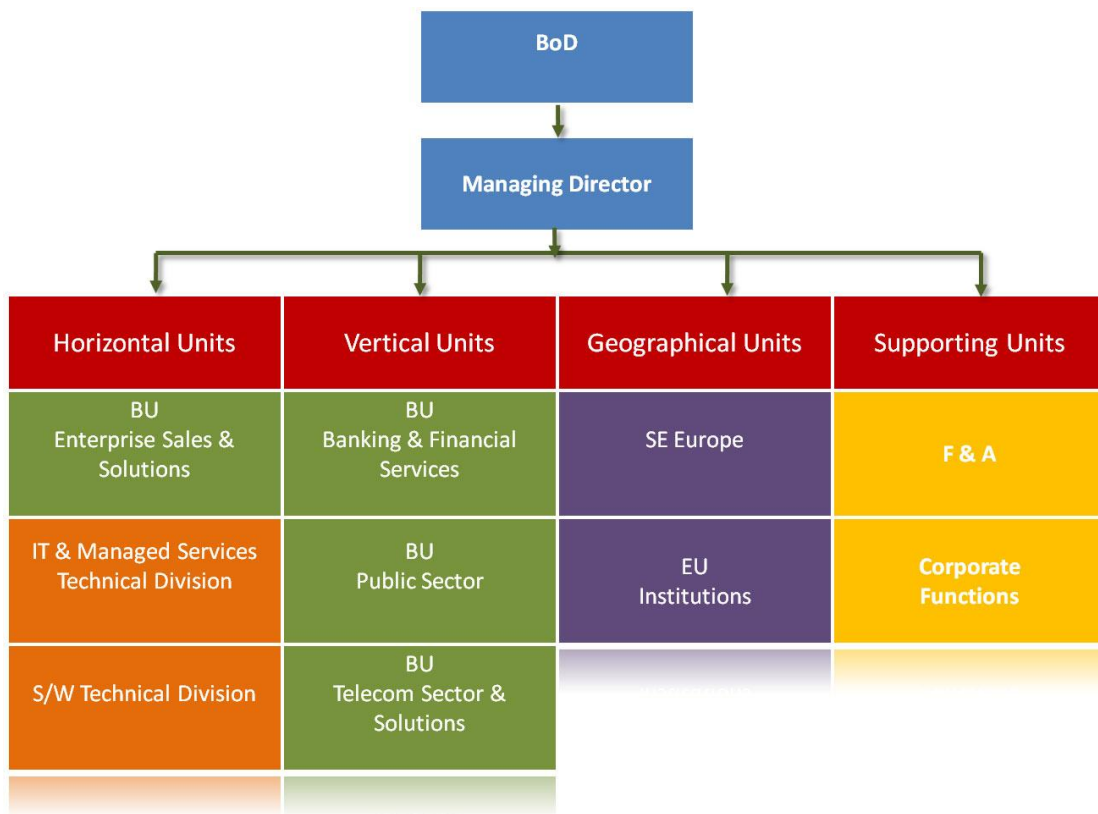 BoD
Managing Director
Horizontal Units
Vertical Units
Geographical Units
Supporting Units
BU
Enterprise Sales &
Solutions
BU
Banking & Financial
Services
SE Europe
F & A
IT & Managed Services
Technical Division
BU
Public Sector
EU
Institutions
Corporate
Functions
S/W Technical Division
BU
Telecom Sector &
Solutions